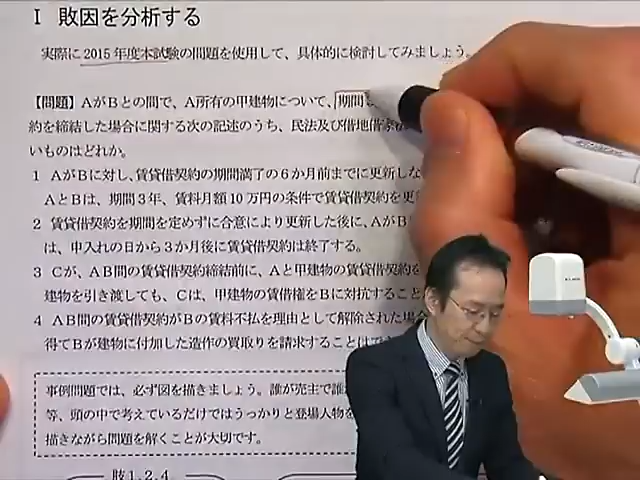 Ⅰ 敗因を分析する
実際に2015年度本試験の問題を使用して、具体的に検討してみましょう。
【問題】AがBとの間で、A所有の甲建物について、期間
約を締結した場合に関する次の記述のうち、民法及び借地借家
いものはどれか。
1 AがBに対し、賃貸借契約の期間満了の6か月前までに更新しな
AとBは、期間3年、賃料月額10万円の条件で賃貸借契約を更新
2 賃貸借契約を期間を定めずに合意により更新した後に、AがB
は、申入れの日から3か月後に賃貸借契約は終了する。
3 Cが、AB間の賃貸借契約締結前に、Aと甲建物の賃貸借契約を
建物を引き渡しても、Cは、甲建物の賃借権をBに対抗すること
4 AB間の賃貸借契約がBの賃料不払を理由として解除された場合
得てBが建物に付加した造作の買取りを請求することは
事例問題では、必ず図を描きましょう。誰が売主で誰
等、頭の中で考えているだけではうっかりと登場人物を
描きながら問題を解くことが大切です。
肢1,2,4